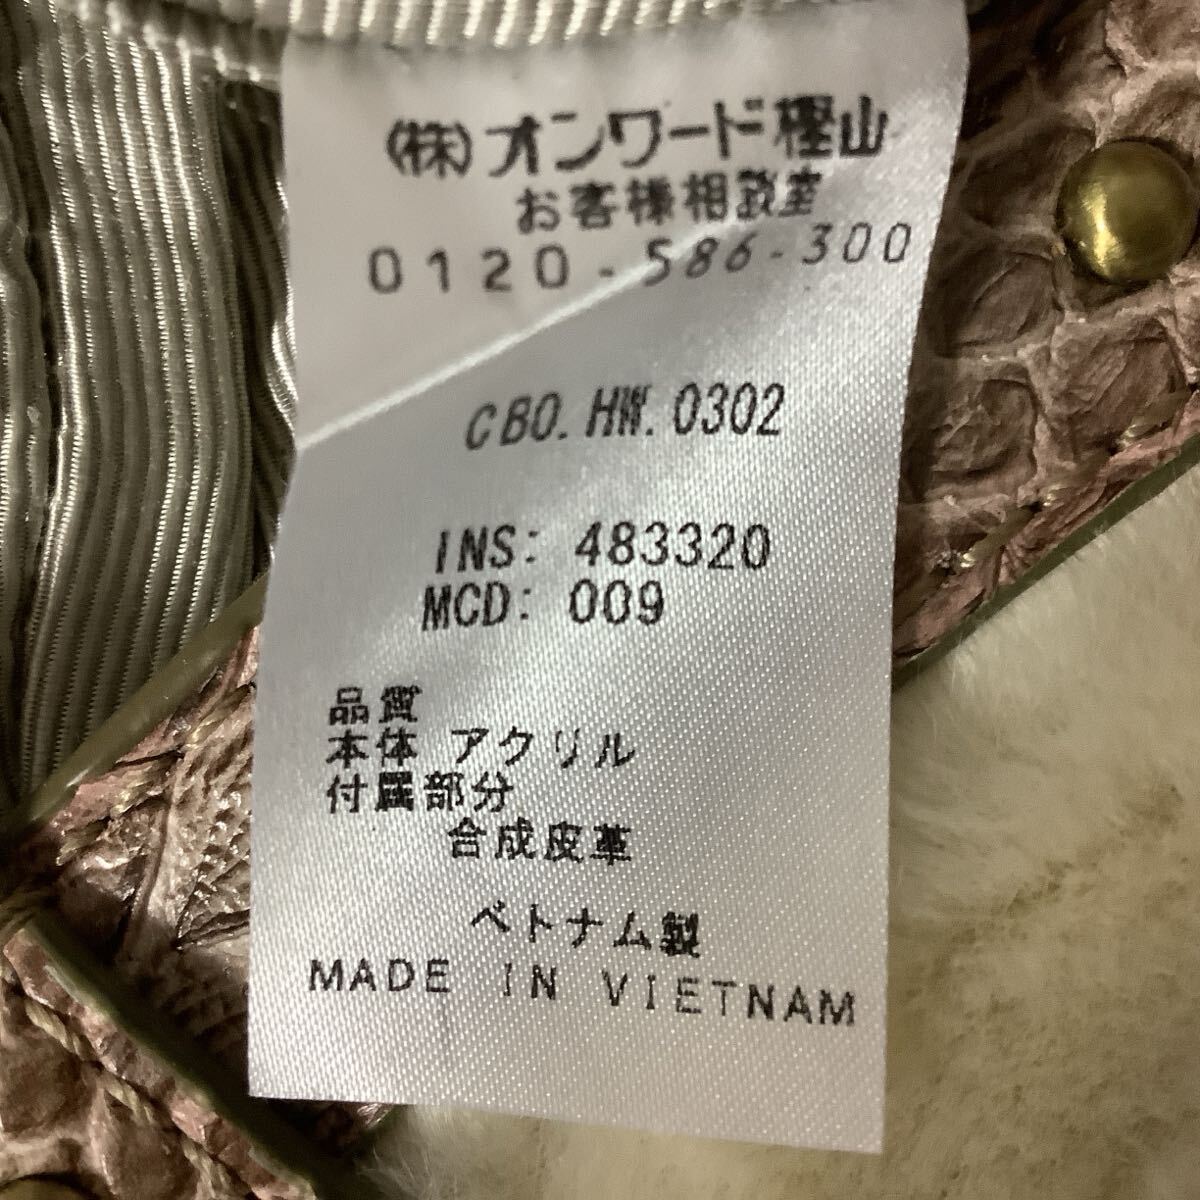 (株)オンワード樫山
お客様相談室
0120-586-300
CBO.HW.0302
INS: 483320
MCD: 009
品質
本体 アクリル
付属部分
合成皮革
ベトナム製
MADE IN VIETNAM